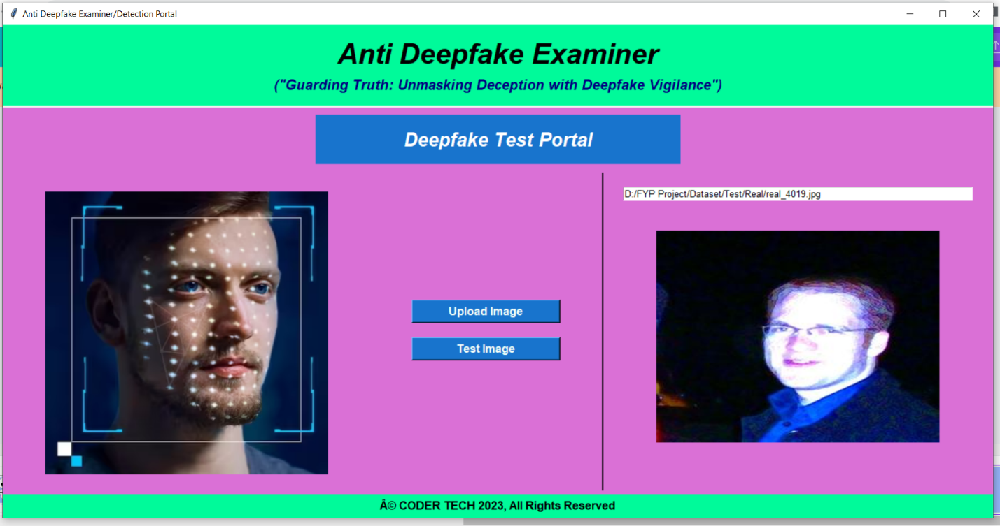 Anti Deepfake Examiner/Detection Portal
Anti Deepfake Examiner
("Guarding Truth: Unmasking Deception with Deepfake Vigilance")
Deepfake Test Portal
D:/FYP Project/Dataset/Test/Real/real_4019.jpg
Upload Image
Test Image
Â© CODER TECH 2023, All Rights Reserved